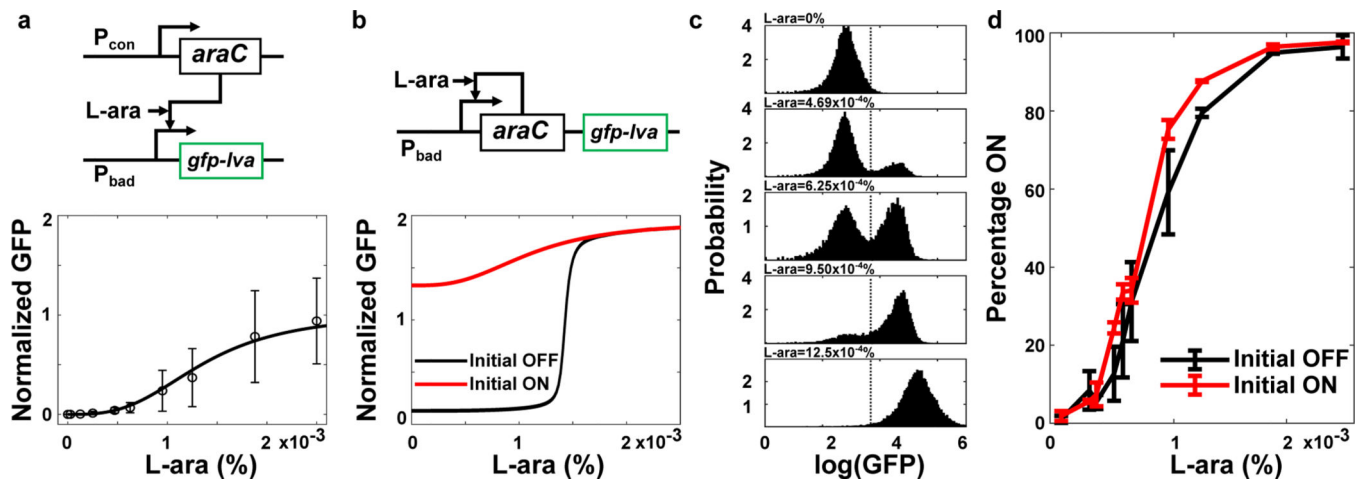 a
P_con
araC
L-ara
P_bad
gfp-lva
Normalized GFP
2
1
0
0
1
2 x10⁻³
L-ara (%)
b
L-ara
araC
gfp-lva
P_bad
Normalized GFP
2
1
0
Initial OFF
Initial ON
0
1
2 x10⁻³
L-ara (%)
c
Probability
L-ara=0%
4
2
L-ara=4.69x10⁻⁴%
4
2
L-ara=6.25x10⁻⁴%
2
1
L-ara=9.50x10⁻⁴%
4
2
L-ara=12.5x10⁻⁴%
2
1
0
2
4
6
log(GFP)
d
Percentage ON
100
80
60
40
20
0
Initial OFF
Initial ON
0
1
2 x10⁻³
L-ara (%)